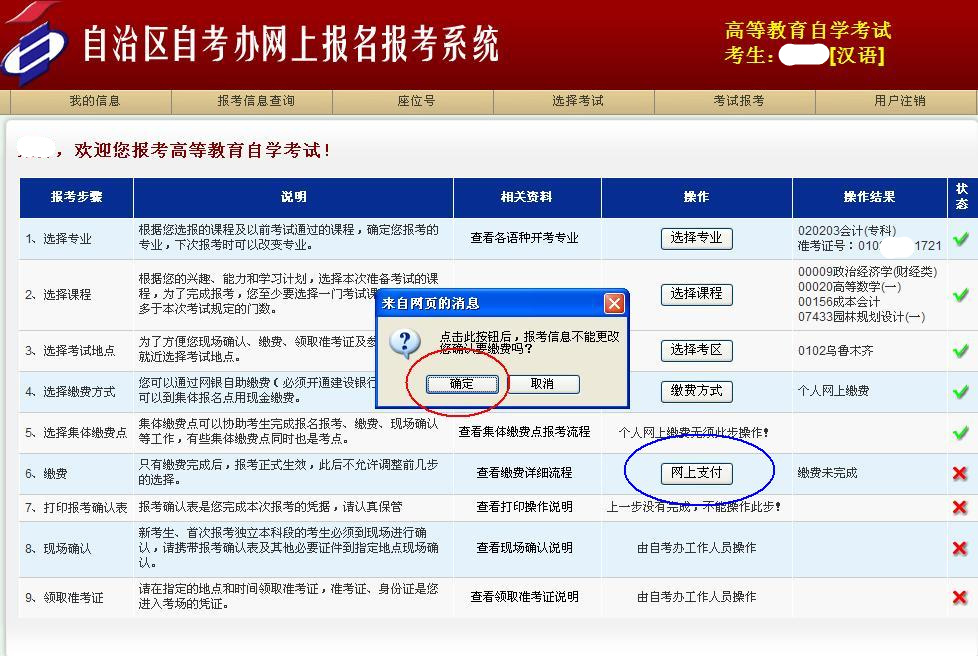 自治区自考办网上报名报考系统
高等教育自学考试
考生：[汉语]
我的信息 报考信息查询 座位号 选择考试 考试报考 用户注销
，欢迎您报考高等教育自学考试！
报考步骤 说明 相关资料 操作 操作结果 状态
1、选择专业
根据您选报的课程及以前考试通过的课程，确定您报考的
专业，下次报考时可以改变专业。
查看各语种开考专业
选择专业
020203会计(专科)
准考证号：010 1721
2、选择课程
根据您的兴趣、能力和学习计划，选择本次准备考试的课
程，为了完成报考，您至少要选择一门考试课
多于本次考试规定的门数。
选择课程
00009政治经济学(财经类)
00020高等数学(一)
00156成本会计
07433园林规划设计(一)
3、选择考试地点
为了方便您现场确认、缴费、领取准考证及参
就近选择考试地点。
选择考区
0102乌鲁木齐
4、选择缴费方式
您可以通过网银自助缴费（必须开通建设银行
可以到集体报名点用现金缴费。
缴费方式
个人网上缴费
5、选择集体缴费点
集体缴费点可以协助考生完成报名报考、缴费、现场确认
等工作，有些集体缴费点同时也是考点。
查看集体缴费点报考流程
个人网上缴费无须此步操作！
6、缴费
只有缴费完成后，报考正式生效，此后不允许调整前几步
的选择。
查看缴费详细流程
网上支付
缴费未完成
7、打印报考确认表
报考确认表是您完成本次报考的凭据，请认真保管
查看打印操作说明
上一步没有完成，不能操作此步！
8、现场确认
新考生、首次报考独立本科段的考生必须到现场进行确
认，请携带报考确认表及其他必要证件到指定地点现场确
认。
查看现场确认说明
由自考办工作人员操作
9、领取准考证
请在指定的地点和时间领取准考证，准考证、身份证是您
进入考场的凭证。
查看领取准考证说明
由自考办工作人员操作
来自网页的消息
点击此按钮后，报考信息不能更改
您确认要缴费吗？
确定 取消